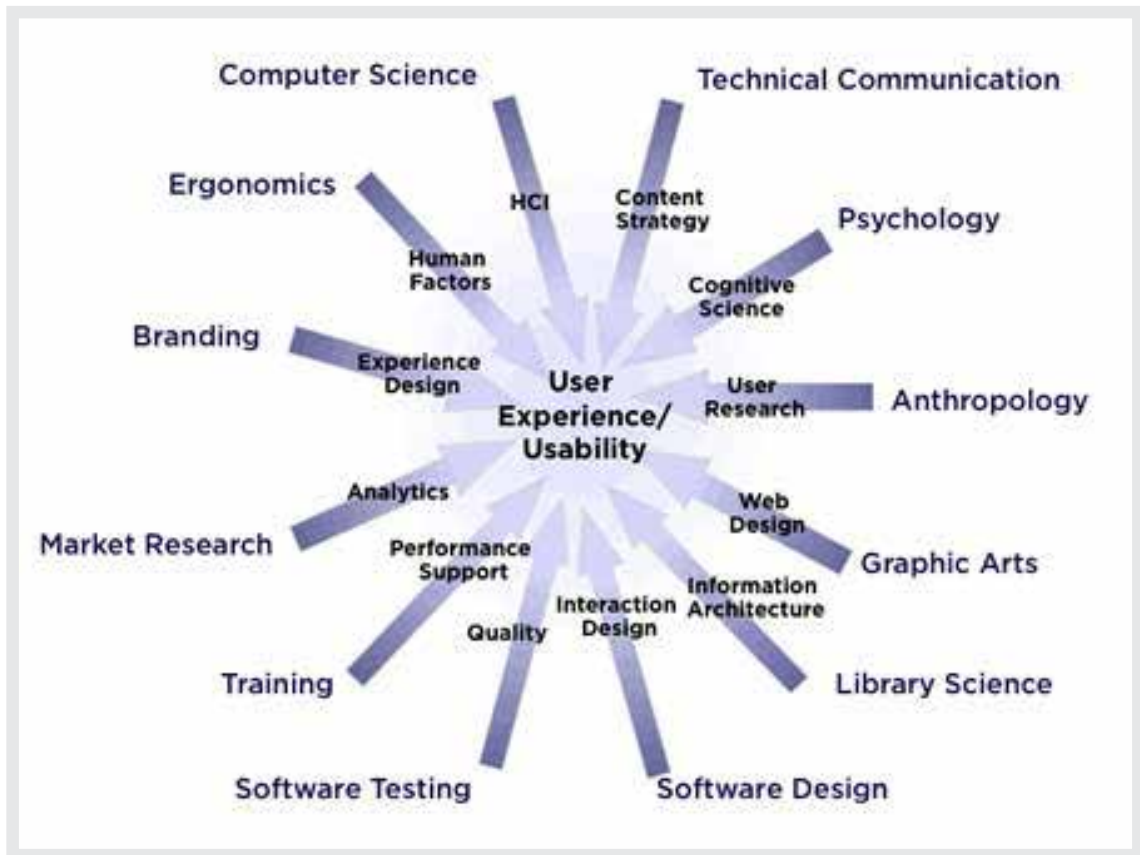 Computer Science
Technical Communication
Ergonomics
HCI
Content
Strategy
Psychology
Human
Factors
Cognitive
Science
Branding
Experience
Design
User
Experience/
Usability
User
Research
Anthropology
Analytics
Web
Design
Market Research
Performance
Support
Graphic Arts
Information
Architecture
Quality
Interaction
Design
Training
Library Science
Software Testing
Software Design